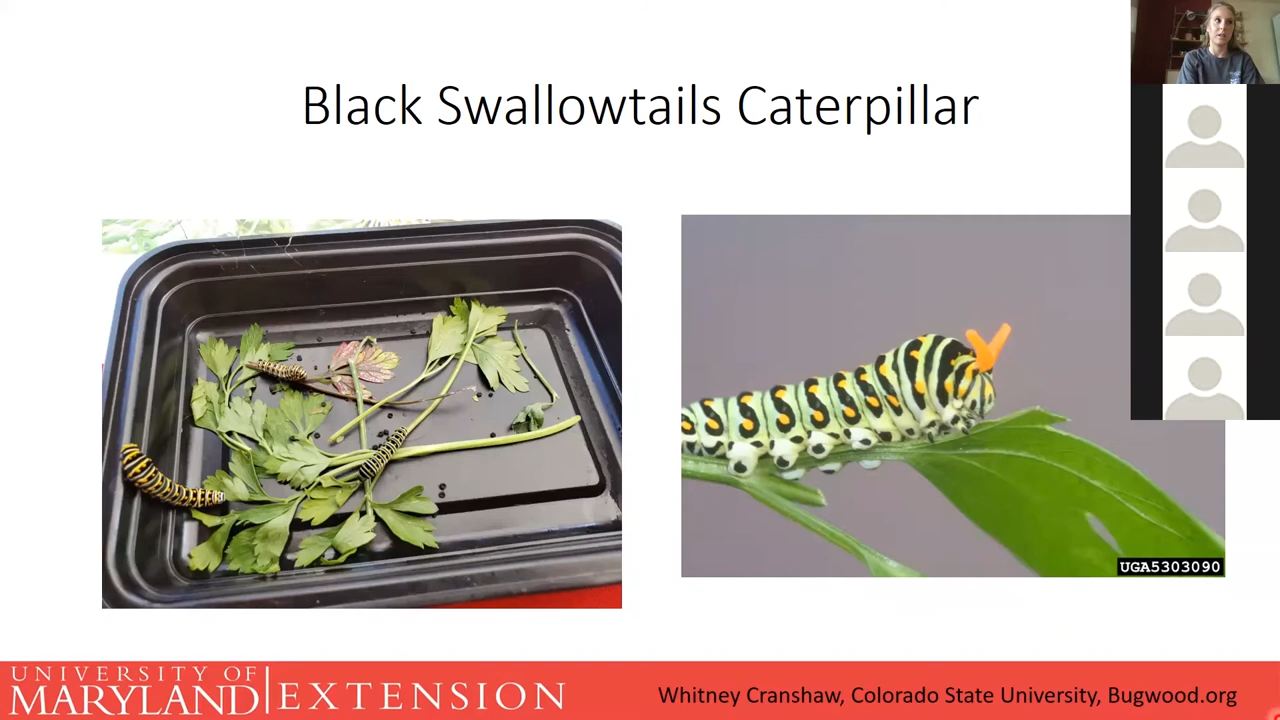 Black Swallowtails Caterpillar
UGA5303090
UNIVERSITY OF
MARYLAND
EXTENSION
Whitney Cranshaw, Colorado State University, Bugwood.org